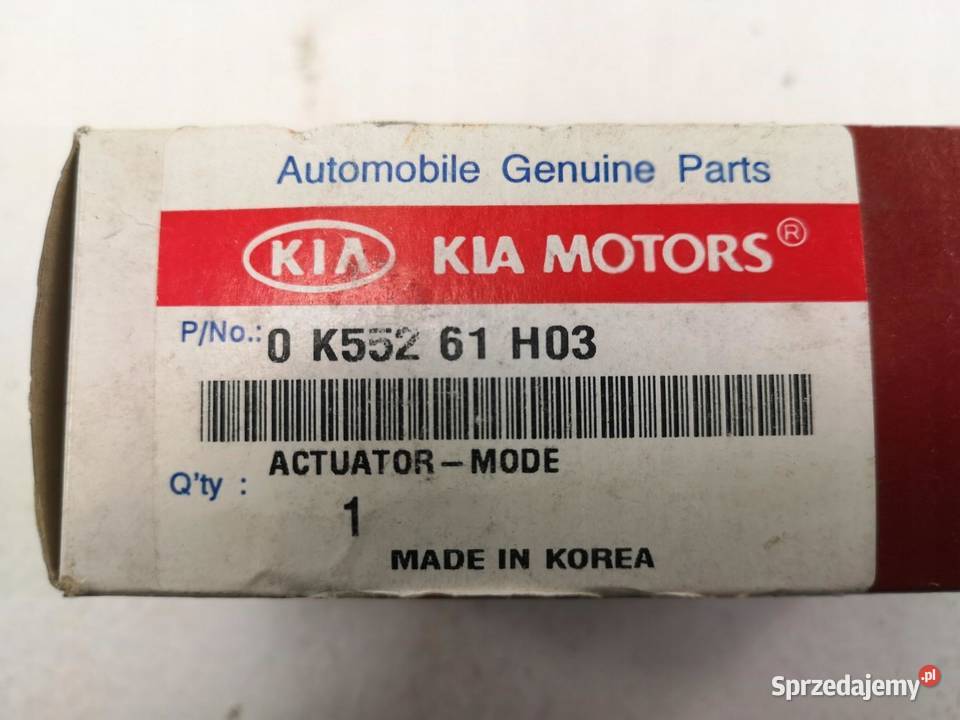 Automobile Genuine Parts
KIA KIA MOTORS®
P/No.: 0 K552 61 H03
ACTUATOR-MODE
Q'ty : 1
MADE IN KOREA
Sprzedajemy.pl